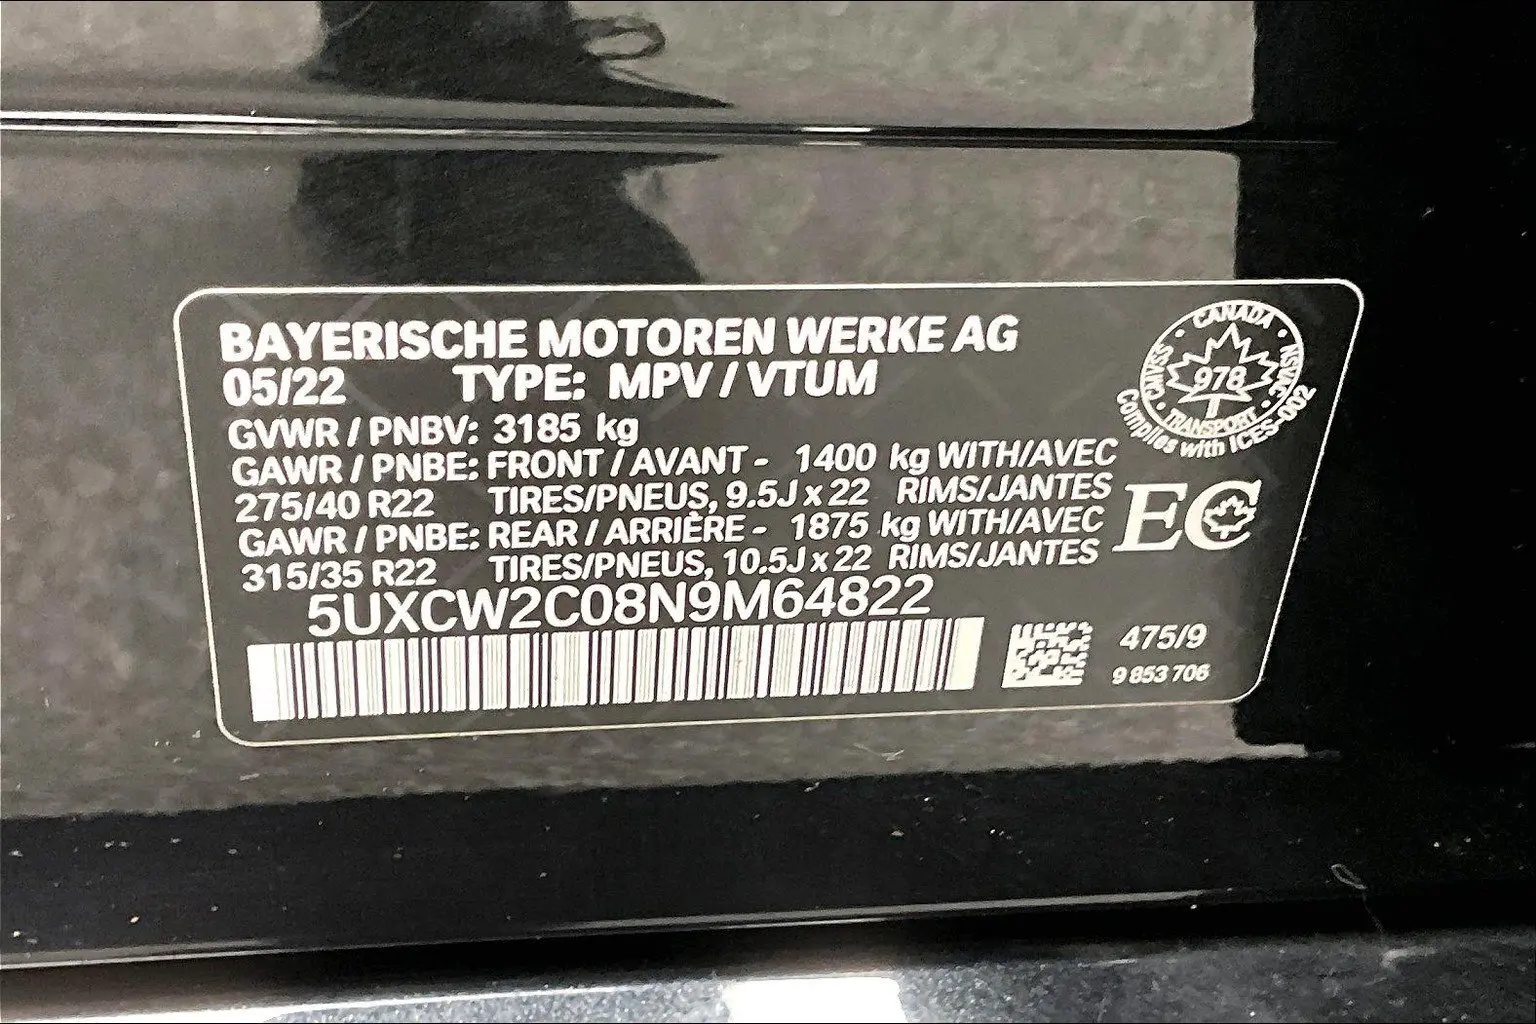 BAYERISCHE MOTOREN WERKE AG
05/22 TYPE: MPV / VTUM
GVWR / PNBV: 3185 kg
GAWR / PNBE: FRONT / AVANT - 1400 kg WITH/AVEC
275/40 R22 TIRES/PNEUS, 9.5J x 22 RIMS/JANTES
GAWR / PNBE: REAR / ARRIÈRE - 1875 kg WITH/AVEC
315/35 R22 TIRES/PNEUS, 10.5J x 22 RIMS/JANTES
5UXCW2C08N9M64822
CANADA
CMVSS
978
NSVAC
TRANSPORT
Complies with ICES-002
EC
475/9
9 853 706